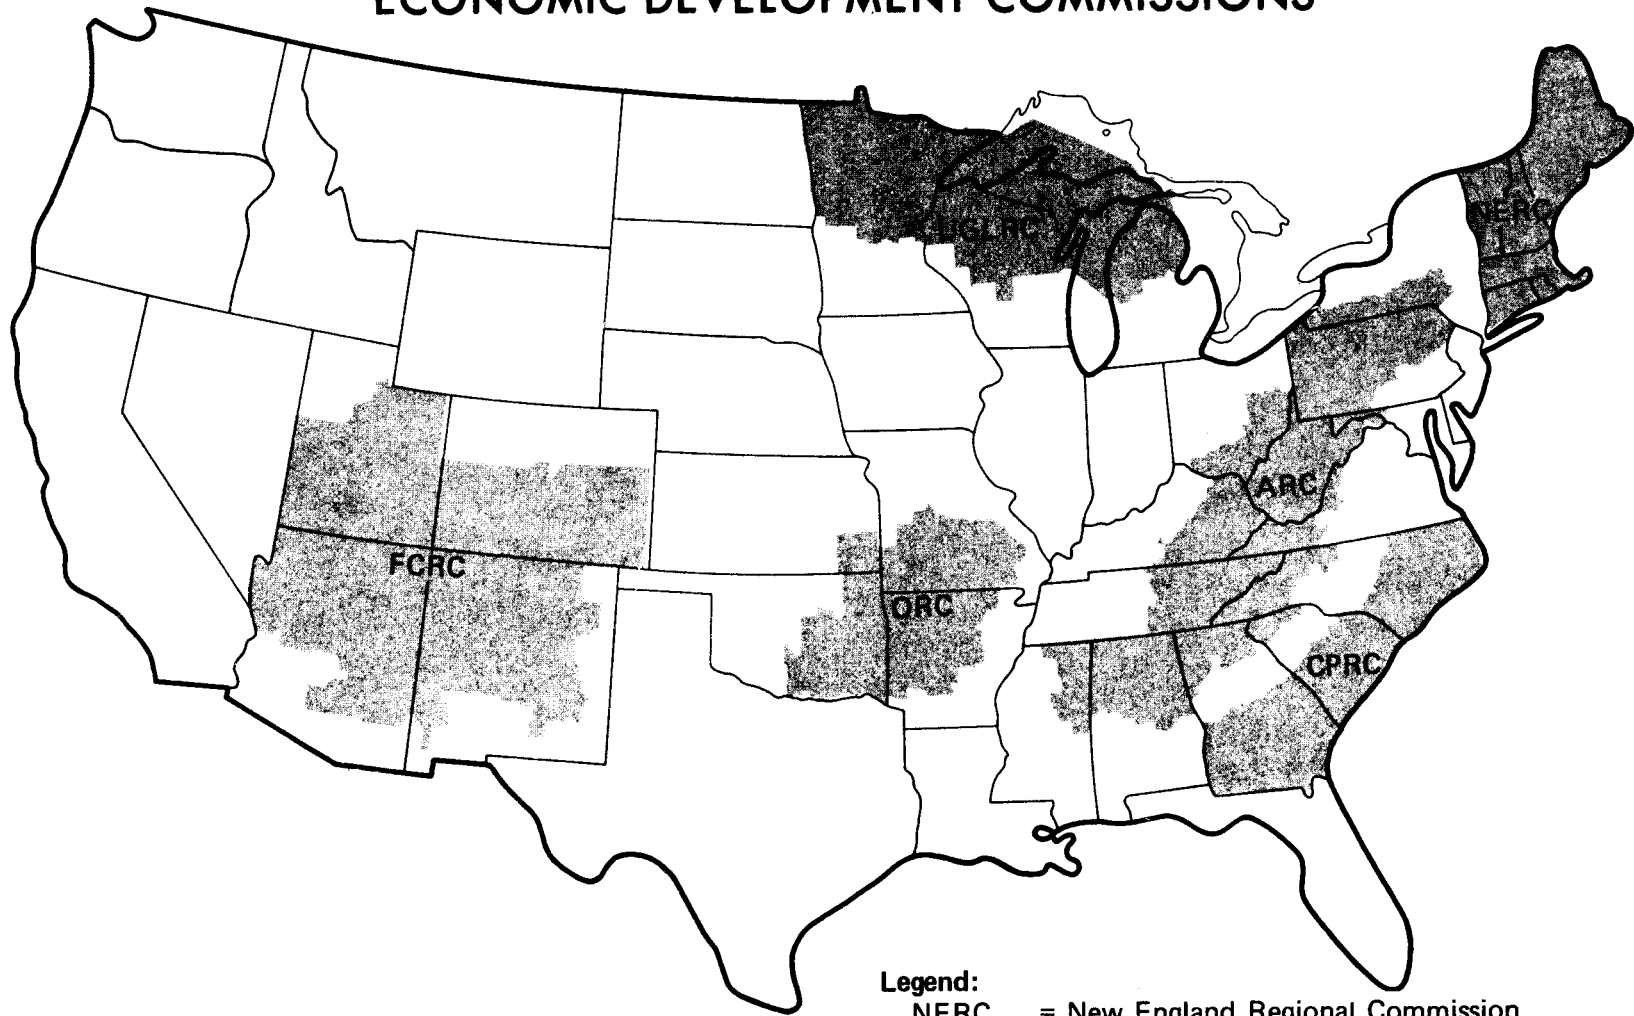 ECONOMIC DEVELOPMENT COMMISSIONS
UGLRC
NERC
ARC
FCRC
ORC
CPRC
Legend:
NERC = New England Regional Commission